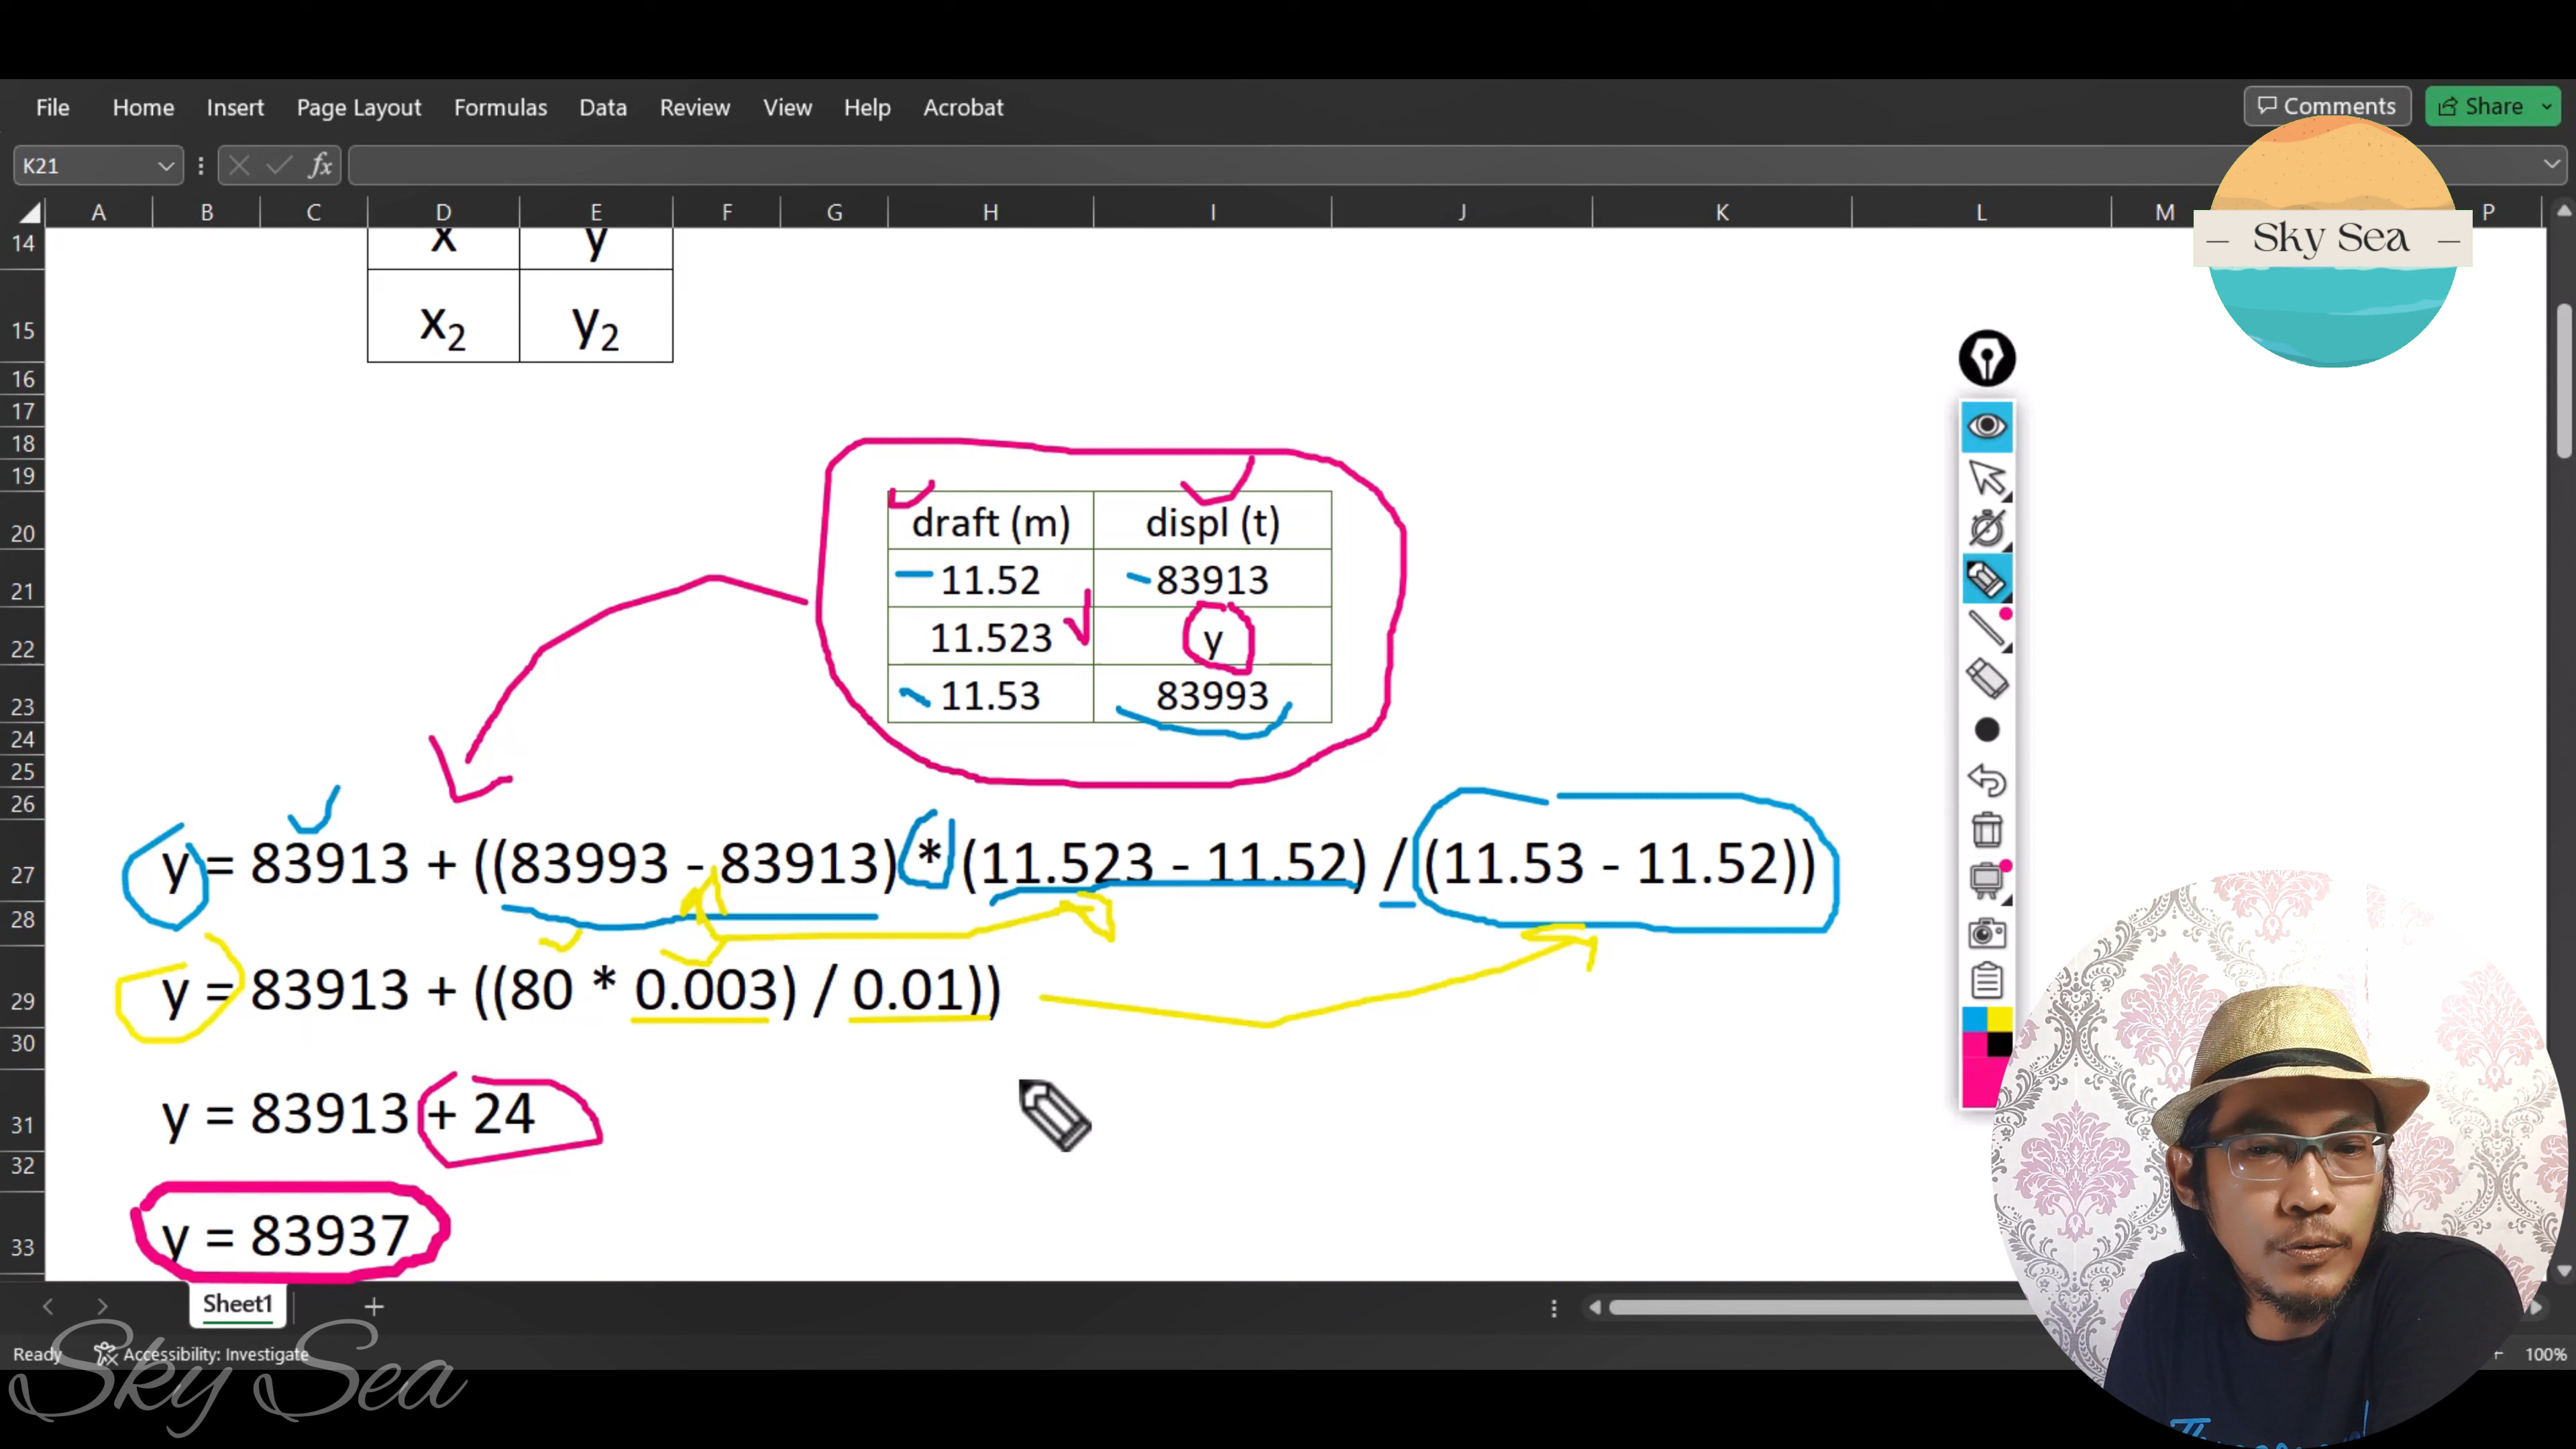 File Home Insert Page Layout Formulas Data Review View Help Acrobat Comments Share
K21 fx
A B C D E F G H I J K L M P
Sky Sea
14 x y
15 x₂ y₂
16
17
18
19
20 draft (m) displ (t)
21 11.52 83913
22 11.523 y
23 11.53 83993
24
25
26
27 y = 83913 + ((83993 - 83913) * (11.523 - 11.52) / (11.53 - 11.52))
28
29 y = 83913 + ((80 * 0.003) / 0.01))
30
31 y = 83913 + 24
32
33 y = 83937
Sheet1
Ready Accessibility: Investigate 100%
Sky Sea